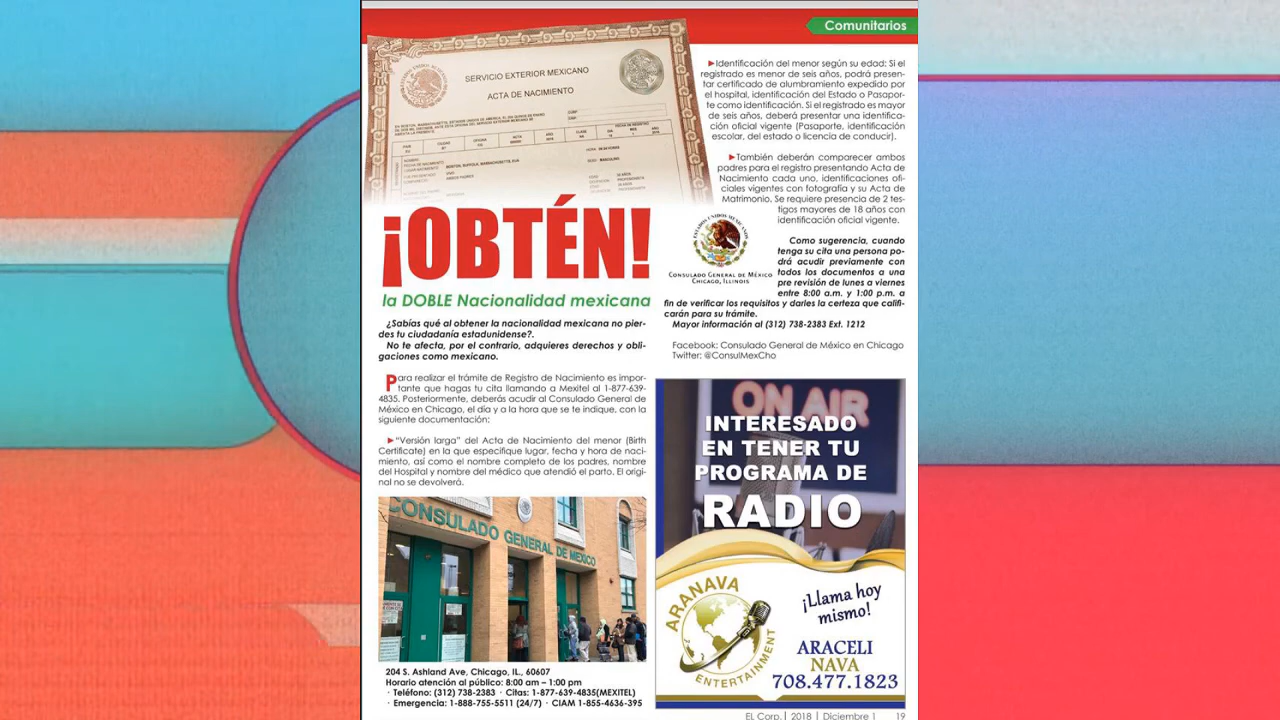 Comunitarios
SERVICIO EXTERIOR MEXICANO
ACTA DE NACIMIENTO
¡OBTÉN!
la DOBLE Nacionalidad mexicana
¿Sabías qué al obtener la nacionalidad mexicana no pier-
des tu ciudadanía estadunidense?.
No te afecta, por el contrario, adquieres derechos y obli-
gaciones como mexicano.
Para realizar el trámite de Registro de Nacimiento es impor-
tante que hagas tu cita llamando a Mexitel al 1-877-639-
4835. Posteriormente, deberás acudir al Consulado General de
México en Chicago, el día y a la hora que se te indique, con la
siguiente documentación:
►"Versión larga" del Acta de Nacimiento del menor (Birth
Certificate) en la que especifique lugar, fecha y hora de naci-
miento, así como el nombre completo de los padres, nombre
del Hospital y nombre del médico que atendió el parto. El origi-
nal no se devolverá.
CONSULADO GENERAL DE MEXICO
204 S. Ashland Ave, Chicago, IL., 60607
Horario atención al público: 8:00 am – 1:00 pm
· Teléfono: (312) 738-2383 · Citas: 1-877-639-4835(MEXITEL)
· Emergencia: 1-888-755-5511 (24/7) · CIAM 1-855-4636-395
►Identificación del menor según su edad: Si el
registrado es menor de seis años, podrá presen-
tar certificado de alumbramiento expedido por
el hospital, identificación del Estado o Pasapor-
te como identificación. Si el registrado es mayor
de seis años, deberá presentar una identifica-
ción oficial vigente (Pasaporte, identificación
escolar, del estado o licencia de conducir).
►También deberán comparecer ambos
padres para el registro presentando Acta de
Nacimiento cada uno, identificaciones ofi-
ciales vigentes con fotografía y su Acta de
Matrimonio. Se requiere presencia de 2 tes-
tigos mayores de 18 años con
identificación oficial vigente.
ESTADOS UNIDOS MEXICANOS
CONSULADO GENERAL DE MÉXICO
CHICAGO, ILLINOIS
Como sugerencia, cuando
tenga su cita una persona po-
drá acudir previamente con
todos los documentos a una
pre revisión de lunes a viernes
entre 8:00 a.m. y 1:00 p.m. a
fin de verificar los requisitos y darles la certeza que califi-
carán para su trámite.
Mayor información al (312) 738-2383 Ext. 1212
Facebook: Consulado General de México en Chicago
Twitter: @ConsulMexCho
ON AIR
INTERESADO
EN TENER TU
PROGRAMA DE
RADIO
ARANAVA
ENTERTAINMENT
¡Llama hoy
mismo!
ARACELI
NAVA
708.477.1823
EL Corp. | 2018 | Diciembre 1 19